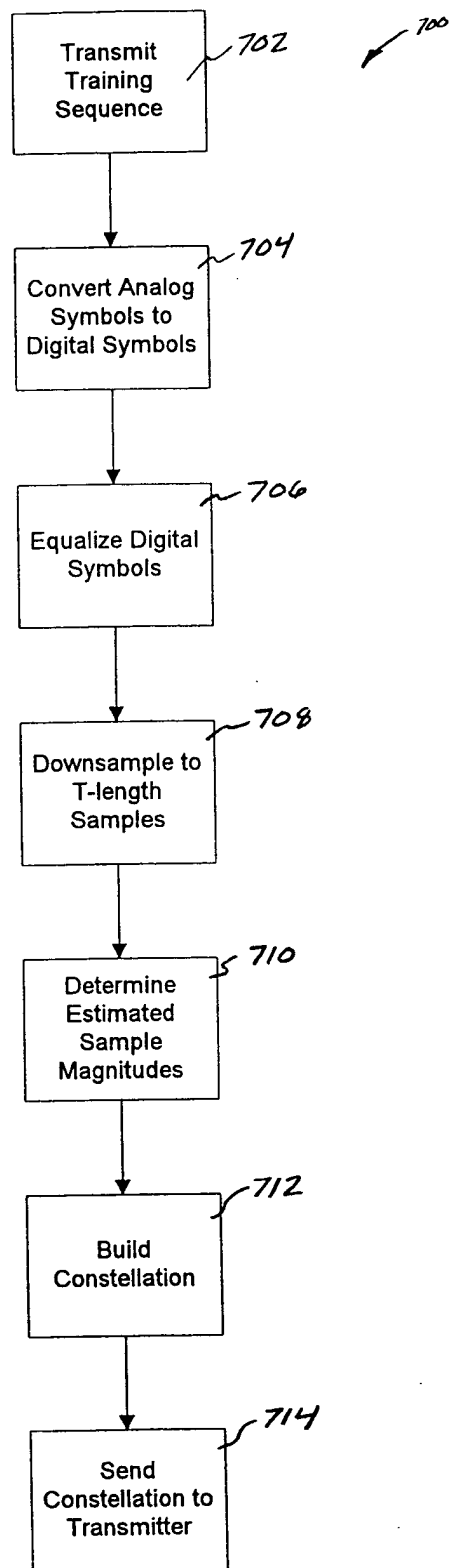 700
Transmit
Training
Sequence
702
Convert Analog
Symbols to
Digital Symbols
704
Equalize Digital
Symbols
706
Downsample to
T-length
Samples
708
Determine
Estimated
Sample
Magnitudes
710
Build
Constellation
712
Send
Constellation to
Transmitter
714